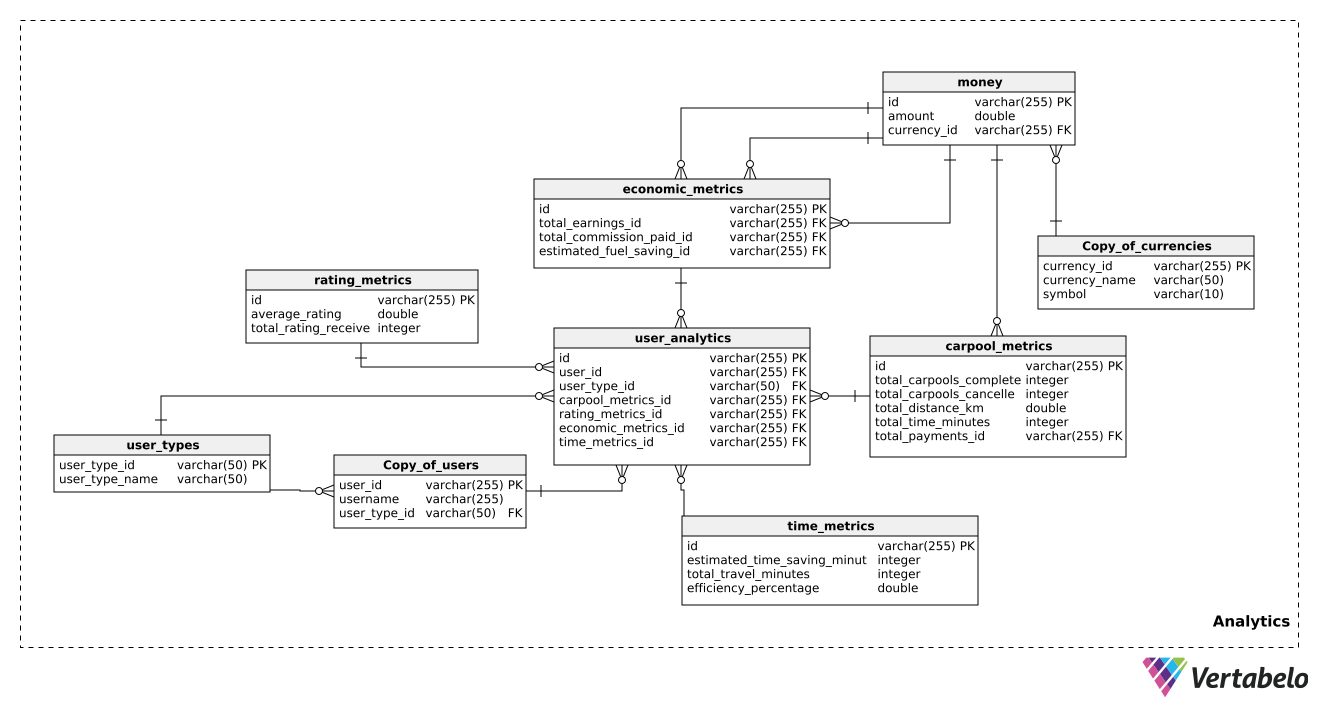 money
id varchar(255) PK
amount double
currency_id varchar(255) FK
economic_metrics
id varchar(255) PK
total_earnings_id varchar(255) FK
total_commission_paid_id varchar(255) FK
estimated_fuel_saving_id varchar(255) FK
Copy_of_currencies
currency_id varchar(255) PK
currency_name varchar(50)
symbol varchar(10)
rating_metrics
id varchar(255) PK
average_rating double
total_rating_receive integer
user_analytics
id varchar(255) PK
user_id varchar(255) FK
user_type_id varchar(50) FK
carpool_metrics_id varchar(255) FK
rating_metrics_id varchar(255) FK
economic_metrics_id varchar(255) FK
time_metrics_id varchar(255) FK
carpool_metrics
id varchar(255) PK
total_carpools_complete integer
total_carpools_cancelle integer
total_distance_km double
total_time_minutes integer
total_payments_id varchar(255) FK
user_types
user_type_id varchar(50) PK
user_type_name varchar(50)
Copy_of_users
user_id varchar(255) PK
username varchar(255)
user_type_id varchar(50) FK
time_metrics
id varchar(255) PK
estimated_time_saving_minut integer
total_travel_minutes integer
efficiency_percentage double
Analytics
Vertabelo